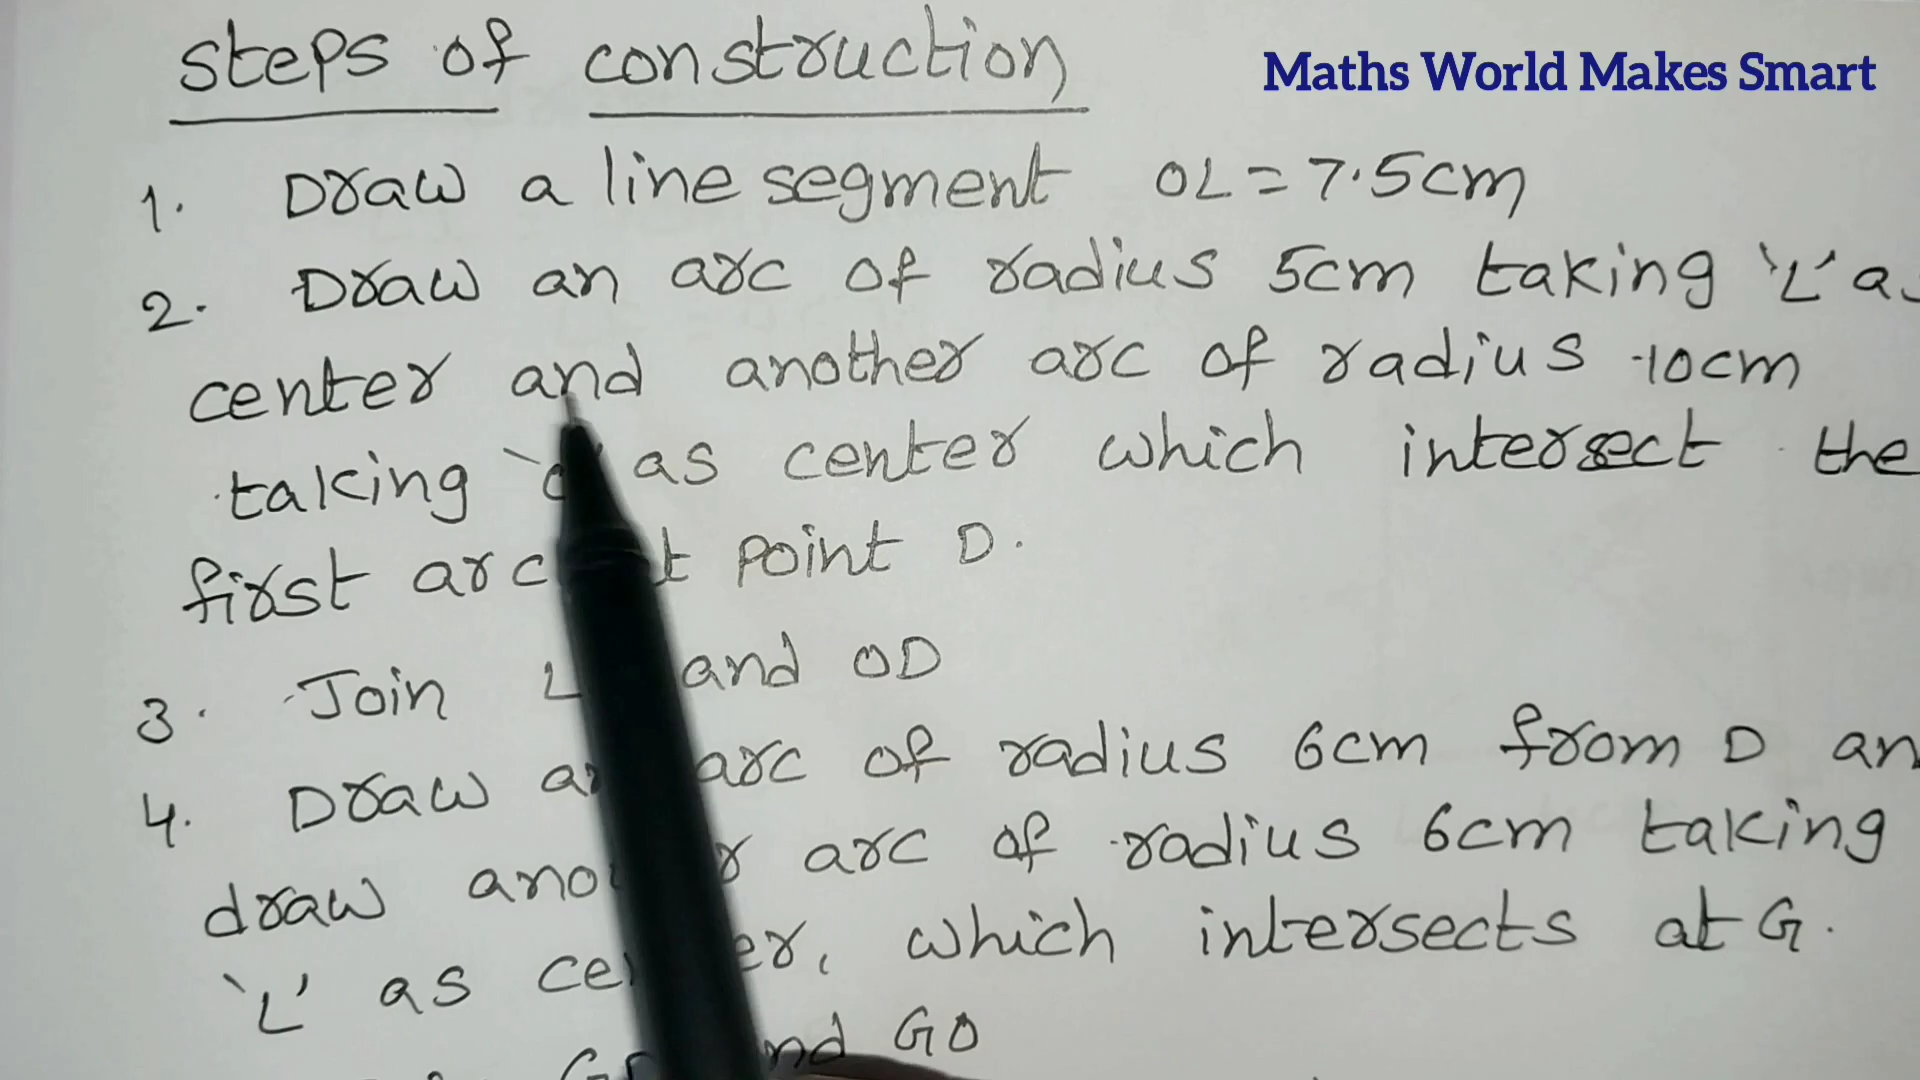 steps of construction
Maths World Makes Smart
1. Draw a line segment OL = 7.5cm
2. Draw an arc of radius 5cm taking 'L' as
center and another arc of radius 10cm
taking as center which intersect the
first arc point D.
3. Join L and OD
4. Draw arc of radius 6cm from D an
draw arc of radius 6cm taking
'L' as center, which intersects at G.
GO